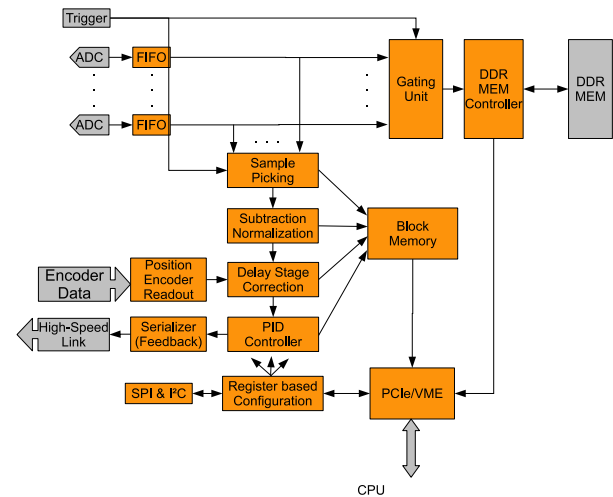 Trigger
ADC
FIFO
ADC
FIFO
Gating
Unit
DDR
MEM
Controller
DDR
MEM
Sample
Picking
Subtraction
Normalization
Block
Memory
Encoder
Data
Position
Encoder
Readout
Delay Stage
Correction
High-Speed
Link
Serializer
(Feedback)
PID
Controller
SPI & I²C
Register based
Configuration
PCIe/VME
CPU